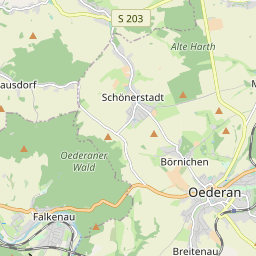 S 203
Alte Harth
ausdorf
Schönerstadt
Oederaner
Wald
Börnichen
Oederan
Falkenau
Breitenau